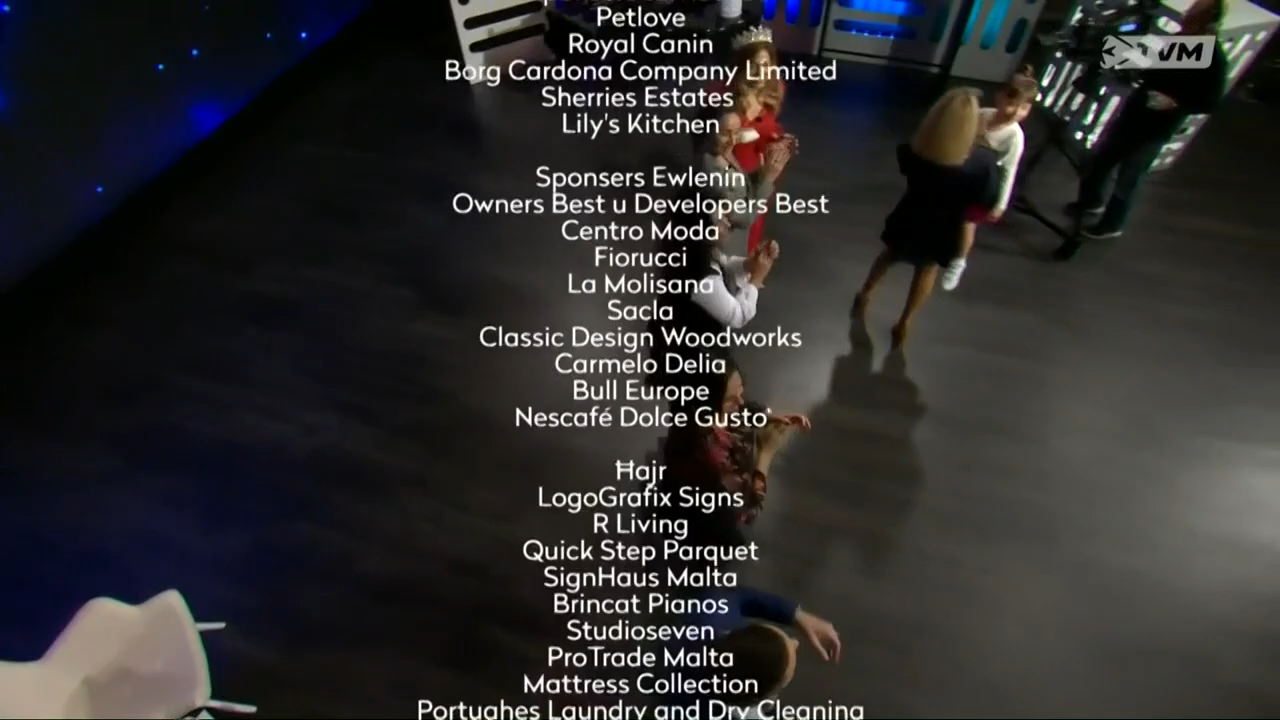 Petlove
Royal Canin
Borg Cardona Company Limited
Sherries Estates
Lily's Kitchen
Sponsers Ewlenin
Owners Best u Developers Best
Centro Moda
Fiorucci
La Molisana
Sacla
Classic Design Woodworks
Carmelo Delia
Bull Europe
Nescafé Dolce Gusto'
Ħajr
LogoGrafix Signs
R Living
Quick Step Parquet
SignHaus Malta
Brincat Pianos
Studioseven
ProTrade Malta
Mattress Collection
Portughes Laundry and Dry Cleaning
TVM